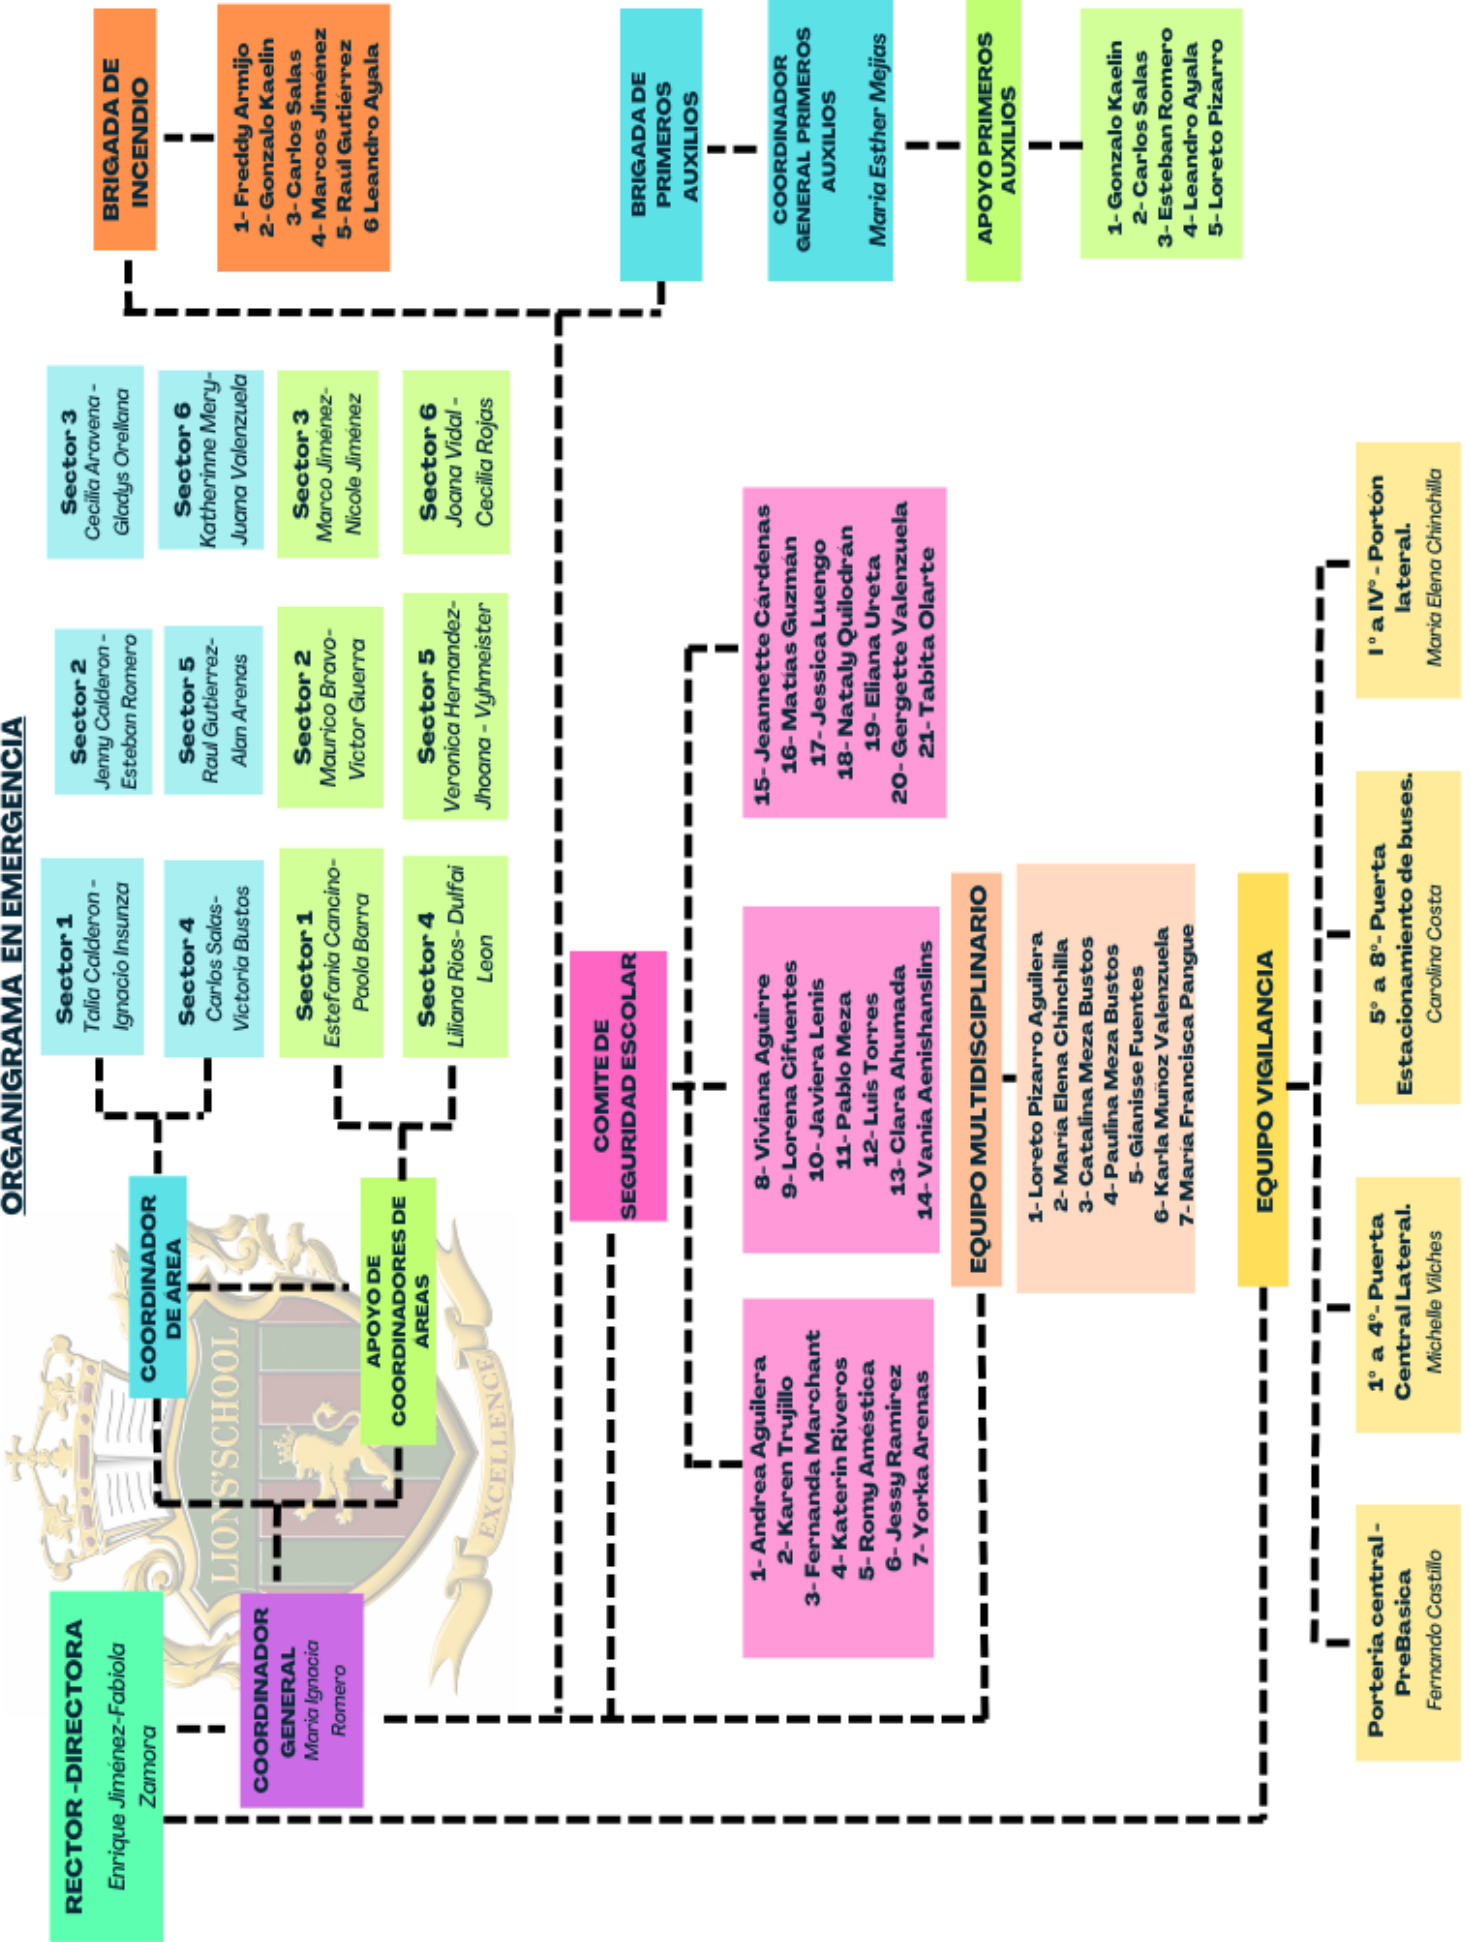 ORGANIGRAMA EN EMERGENCIA
RECTOR -DIRECTORA
Enrique Jiménez-Fabiola
Zamora
COORDINADOR
GENERAL
Maria Ignacia
Romero
COORDINADOR
DE ÁREA
APOYO DE
COORDINADORES DE
ÁREAS
LIONS'SCHOOL
EXCELLENCE
Sector 1
Talia Calderon -
Ignacio Insunza
Sector 2
Jenny Calderon -
Esteban Romero
Sector 3
Cecilia Aravena -
Gladys Orellana
Sector 4
Carlos Salas-
Victoria Bustos
Sector 5
Raul Gutierrez-
Alan Arenas
Sector 6
Katherinne Mery-
Juana Valenzuela
Sector 1
Estefania Cancino-
Paola Barra
Sector 2
Maurico Bravo-
Victor Guerra
Sector 3
Marco Jiménez-
Nicole Jiménez
Sector 4
Liliana Rios- Dulfai
Leon
Sector 5
Veronica Hernandez-
Jhoana - Vyhmeister
Sector 6
Joana Vidal -
Cecilia Rojas
BRIGADA DE
INCENDIO
1- Freddy Armijo
2- Gonzalo Kaelin
3- Carlos Salas
4- Marcos Jiménez
5- Raúl Gutiérrez
6 Leandro Ayala
BRIGADA DE
PRIMEROS
AUXILIOS
COORDINADOR
GENERAL PRIMEROS
AUXILIOS
Maria Esther Mejias
APOYO PRIMEROS
AUXILIOS
1- Gonzalo Kaelin
2- Carlos Salas
3- Esteban Romero
4- Leandro Ayala
5- Loreto Pizarro
COMITE DE
SEGURIDAD ESCOLAR
1- Andrea Aguilera
2- Karen Trujillo
3- Fernanda Marchant
4- Katerin Riveros
5- Romy Améstica
6- Jessy Ramirez
7- Yorka Arenas
8- Viviana Aguirre
9- Lorena Cifuentes
10- Javiera Lenis
11- Pablo Meza
12- Luis Torres
13- Clara Ahumada
14- Vania Aenishanslins
15- Jeannette Cárdenas
16- Matías Guzmán
17- Jessica Luengo
18- Nataly Quilodrán
19- Eliana Ureta
20- Gergette Valenzuela
21- Tabita Olarte
EQUIPO MULTIDISCIPLINARIO
1- Loreto Pizarro Aguilera
2- María Elena Chinchilla
3- Catalina Meza Bustos
4- Paulina Meza Bustos
5- Gianisse Fuentes
6- Karla Muñoz Valenzuela
7- María Francisca Pangue
EQUIPO VIGILANCIA
Porteria central -
PreBasica
Fernando Castillo
1° a 4°- Puerta
Central Lateral.
Michelle Vilches
5° a 8°- Puerta
Estacionamiento de buses.
Carolina Costa
I° a IV° - Portón
lateral.
Maria Elena Chinchilla